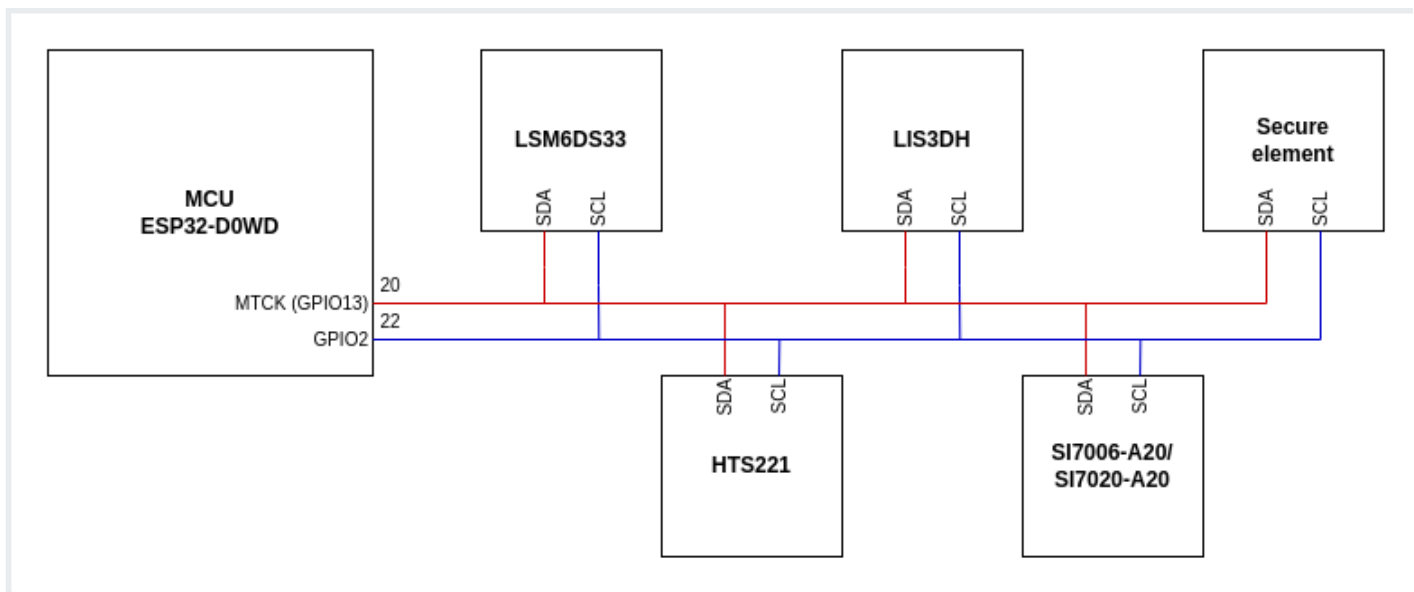 MCU
ESP32-D0WD
MTCK (GPIO13)
20
GPIO2
22
LSM6DS33
SDA
SCL
LIS3DH
SDA
SCL
Secure
element
SDA
SCL
SDA
SCL
HTS221
SDA
SCL
SI7006-A20/
SI7020-A20